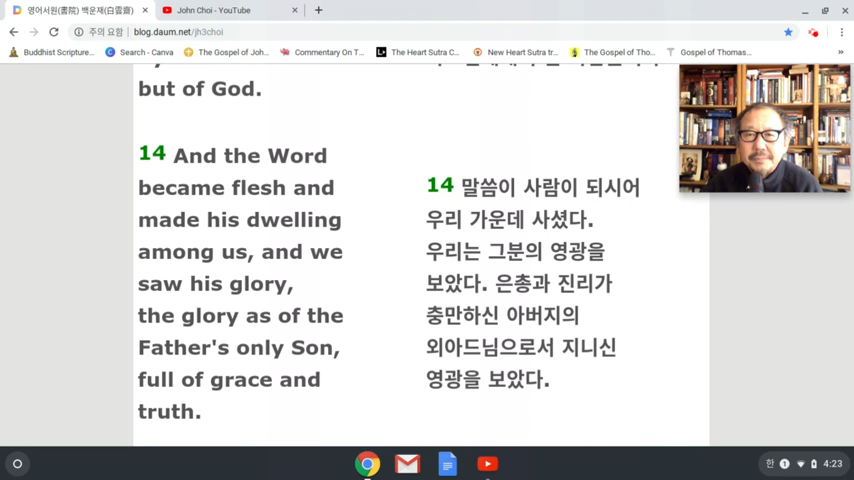 영어서원(書院) 백운재(白雲齋)
John Choi - YouTube
주의 요함
blog.daum.net/jh3choi
Buddhist Scripture...
Search - Canva
The Gospel of Joh...
Commentary On T...
The Heart Sutra C...
New Heart Sutra tr...
The Gospel of Tho...
Gospel of Thomas...
but of God.
14 And the Word
became flesh and
made his dwelling
among us, and we
saw his glory,
the glory as of the
Father's only Son,
full of grace and
truth.
14 말씀이 사람이 되시어
우리 가운데 사셨다.
우리는 그분의 영광을
보았다. 은총과 진리가
충만하신 아버지의
외아드님으로서 지니신
영광을 보았다.
한
1
4:23